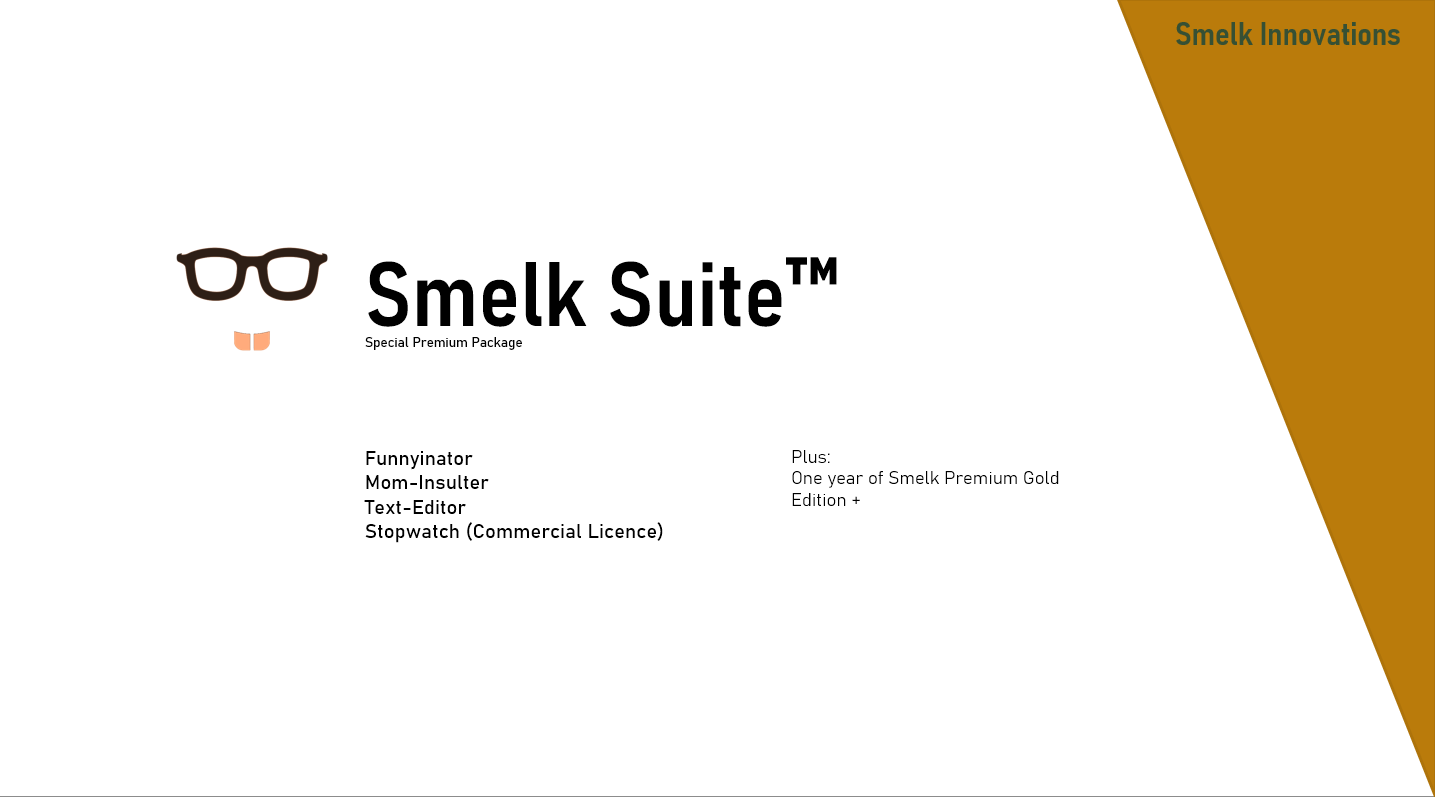 Smelk Innovations
Smelk Suite™
Special Premium Package
Funnyinator
Mom-Insulter
Text-Editor
Stopwatch (Commercial Licence)
Plus:
One year of Smelk Premium Gold
Edition +